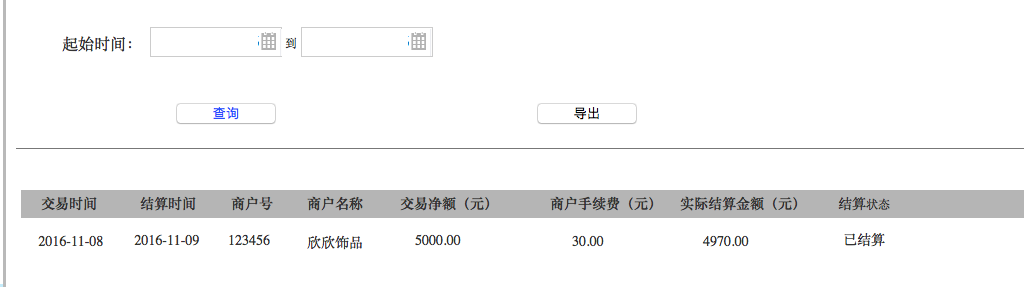 起始时间： 到
查询 导出
交易时间 结算时间 商户号 商户名称 交易净额（元） 商户手续费（元） 实际结算金额（元） 结算状态
2016-11-08 2016-11-09 123456 欣欣饰品 5000.00 30.00 4970.00 已结算